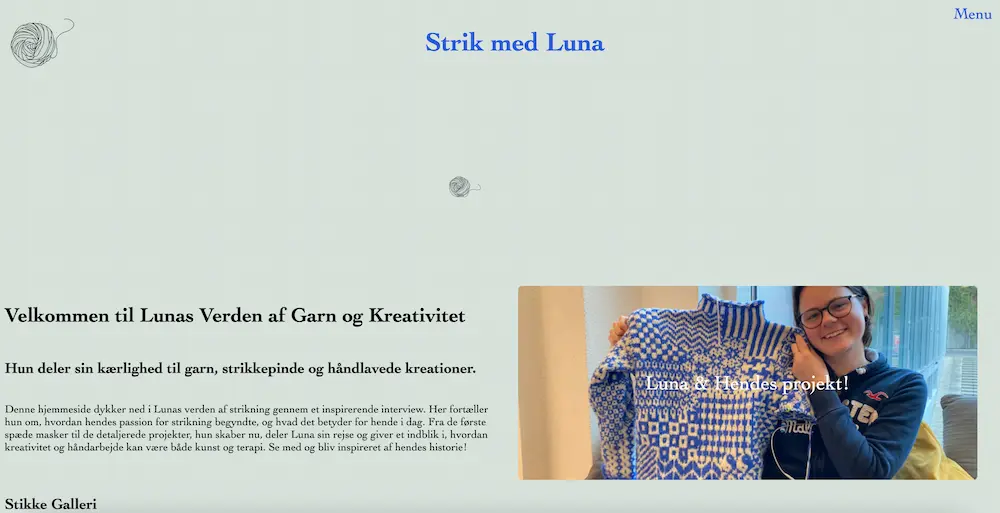 Menu
Strik med Luna
Velkommen til Lunas Verden af Garn og Kreativitet
Hun deler sin kærlighed til garn, strikkepinde og håndlavede kreationer.
Denne hjemmeside dykker ned i Lunas verden af strikning gennem et inspirerende interview. Her fortæller
hun om, hvordan hendes passion for strikning begyndte, og hvad det betyder for hende i dag. Fra de første
spæde masker til de detaljerede projekter, hun skaber nu, deler Luna sin rejse og giver et indblik i, hvordan
kreativitet og håndarbejde kan være både kunst og terapi. Se med og bliv inspireret af hendes historie!
Luna & Hendes projekt!
Stikke Galleri